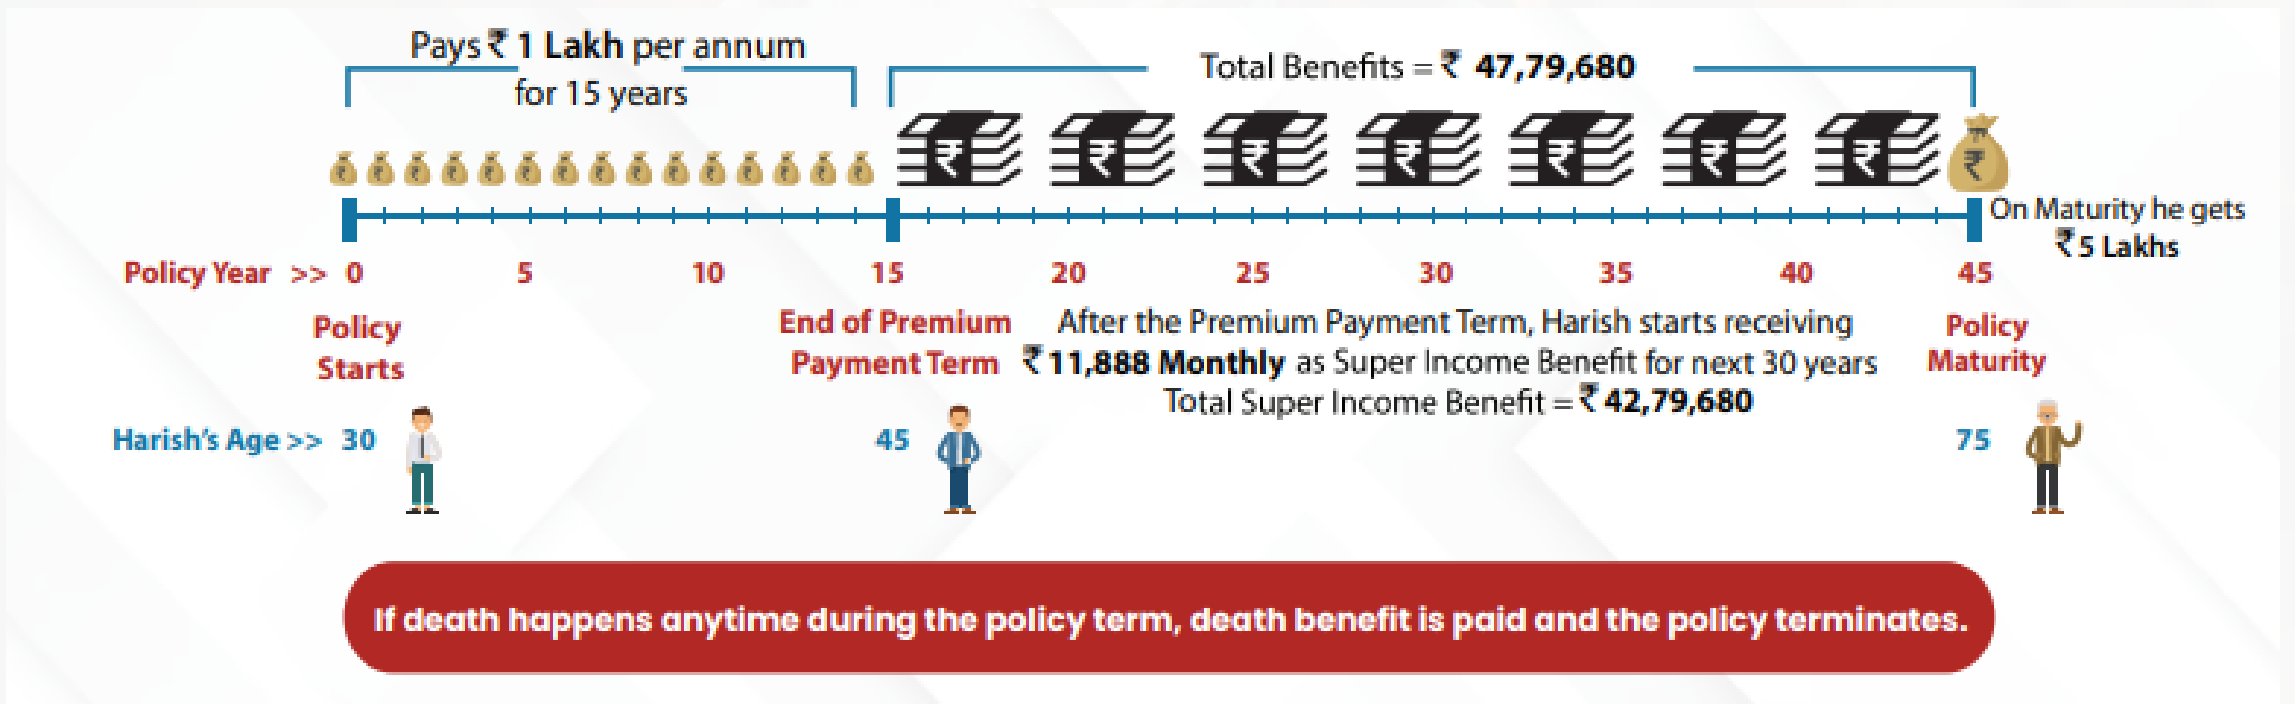 Pays ₹ 1 Lakh per annum
for 15 years
Total Benefits = ₹ 47,79,680
On Maturity he gets
₹ 5 Lakhs
Policy Year >> 0 5 10 15 20 25 30 35 40 45
Policy
Starts
End of Premium
Payment Term
After the Premium Payment Term, Harish starts receiving
₹ 11,888 Monthly as Super Income Benefit for next 30 years
Total Super Income Benefit = ₹ 42,79,680
Policy
Maturity
Harish's Age >> 30 45 75
If death happens anytime during the policy term, death benefit is paid and the policy terminates.